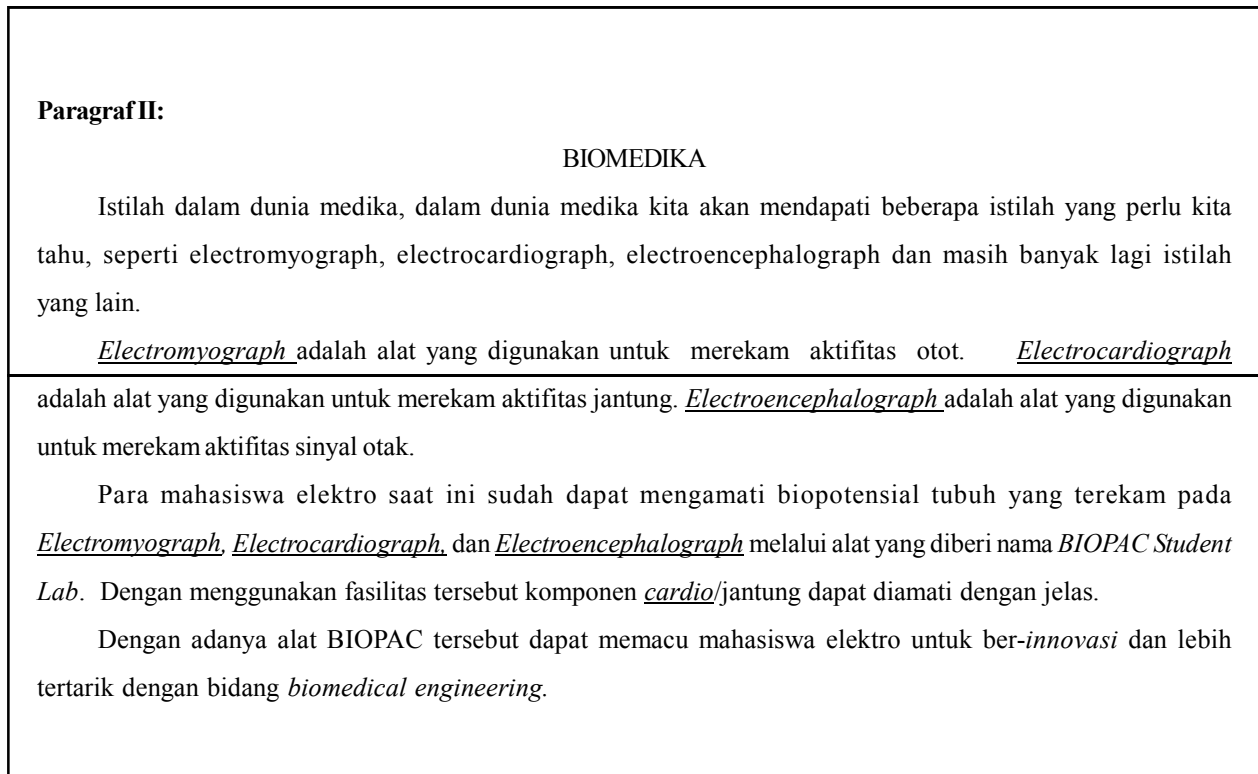 Paragraf II:
BIOMEDIKA
Istilah dalam dunia medika, dalam dunia medika kita akan mendapati beberapa istilah yang perlu kita
tahu, seperti electromyograph, electrocardiograph, electroencephalograph dan masih banyak lagi istilah
yang lain.
Electromyograph adalah alat yang digunakan untuk merekam aktifitas otot. Electrocardiograph
adalah alat yang digunakan untuk merekam aktifitas jantung. Electroencephalograph adalah alat yang digunakan
untuk merekam aktifitas sinyal otak.
Para mahasiswa elektro saat ini sudah dapat mengamati biopotensial tubuh yang terekam pada
Electromyograph, Electrocardiograph, dan Electroencephalograph melalui alat yang diberi nama BIOPAC Student
Lab. Dengan menggunakan fasilitas tersebut komponen cardio/jantung dapat diamati dengan jelas.
Dengan adanya alat BIOPAC tersebut dapat memacu mahasiswa elektro untuk ber-innovasi dan lebih
tertarik dengan bidang biomedical engineering.